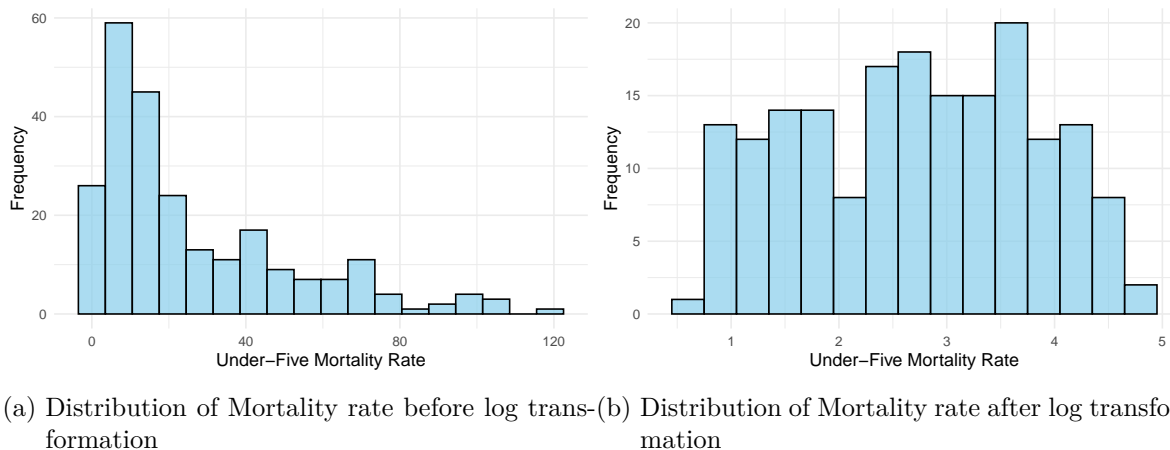 60
40
20
0
Frequency
0 40 80 120
Under−Five Mortality Rate
20
15
10
5
0
Frequency
1 2 3 4 5
Under−Five Mortality Rate
(a) Distribution of Mortality rate before log trans-
formation
(b) Distribution of Mortality rate after log transfo
mation